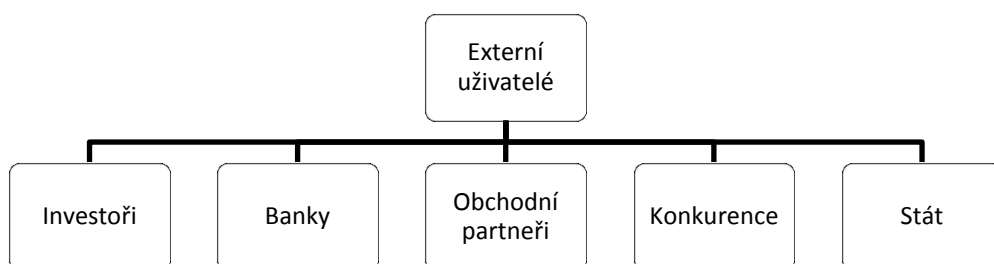 Externí
uživatelé
Investoři
Banky
Obchodní
partneři
Konkurence
Stát